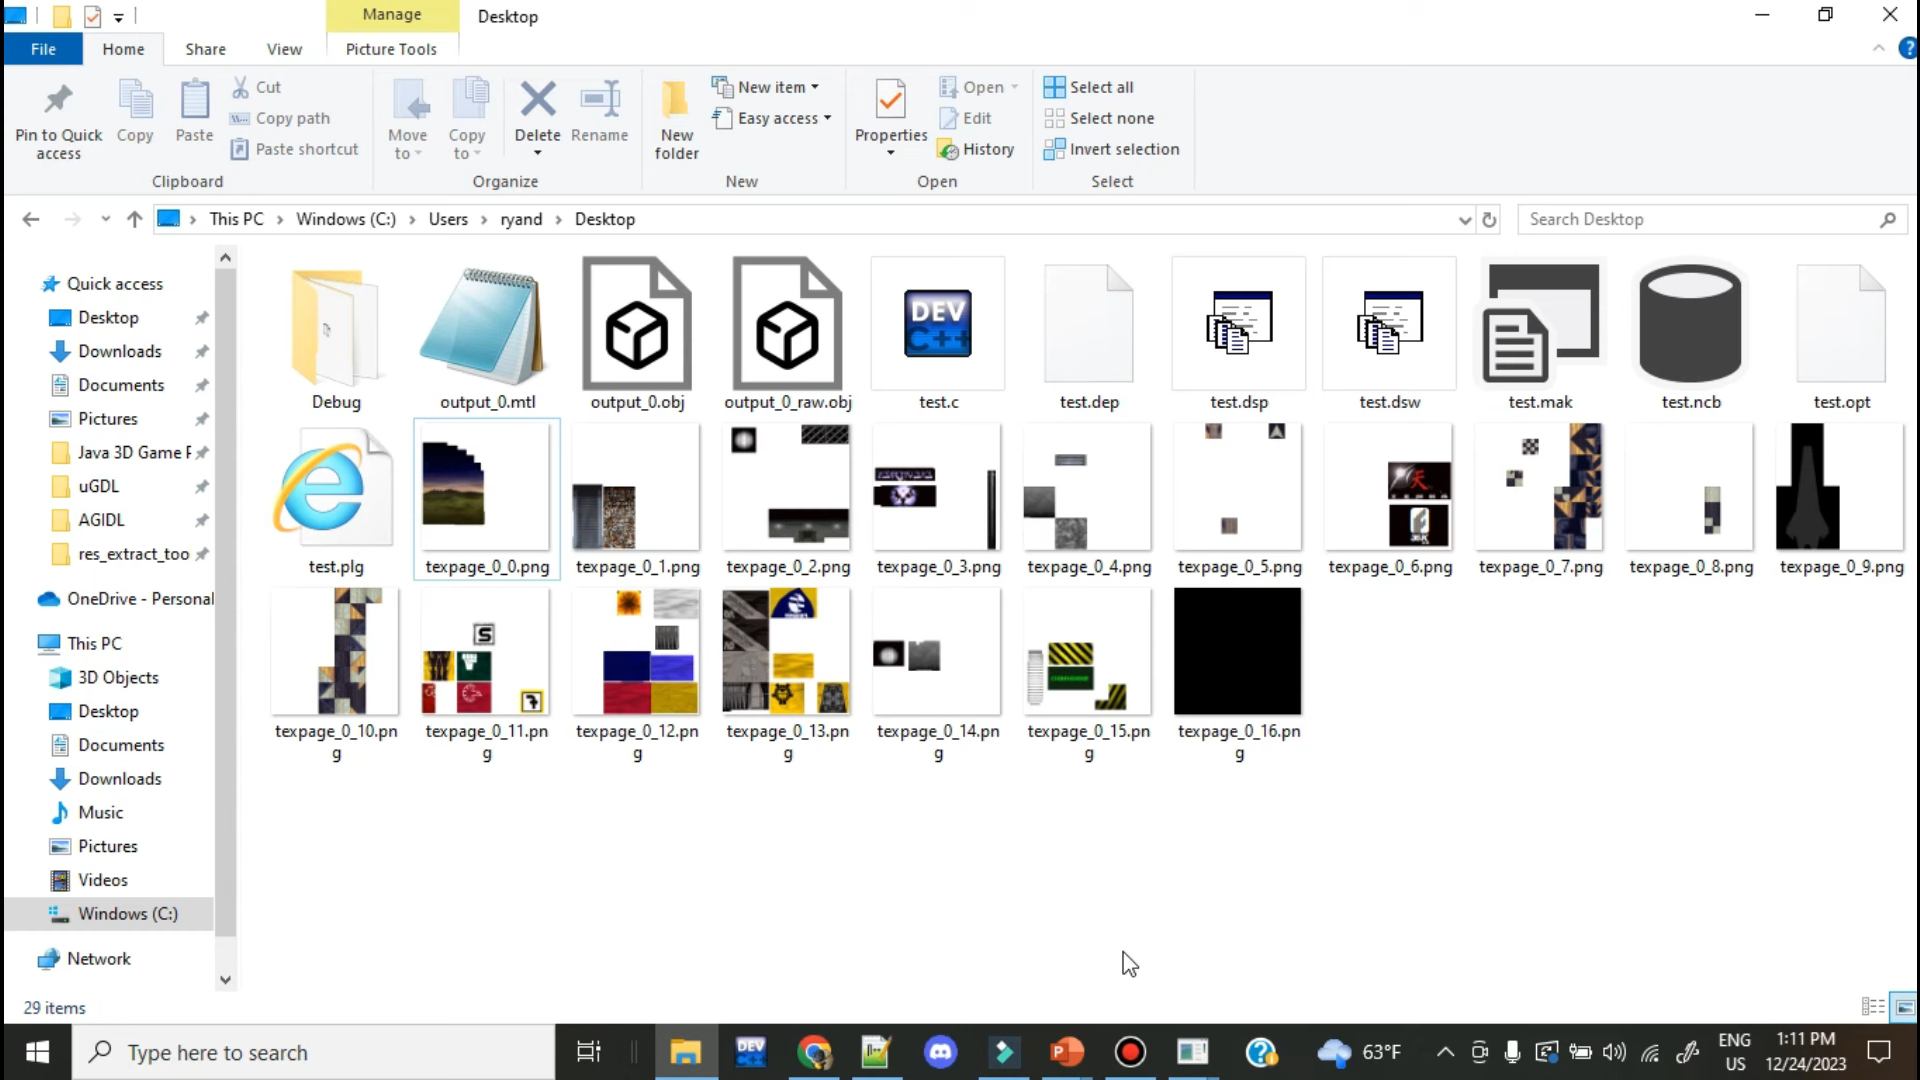 Manage
Desktop
File
Home
Share
View
Picture Tools
Pin to Quick
access
Copy
Paste
Cut
Copy path
Paste shortcut
Clipboard
Move
to
Copy
to
Delete
Rename
Organize
New
folder
New item
Easy access
New
Properties
Open
Edit
History
Open
Select all
Select none
Invert selection
Select
This PC > Windows (C:) > Users > ryand > Desktop
Search Desktop
Quick access
Desktop
Downloads
Documents
Pictures
Java 3D Game F
uGDL
AGIDL
res_extract_too
OneDrive - Personal
This PC
3D Objects
Desktop
Documents
Downloads
Music
Pictures
Videos
Windows (C:)
Network
DEV
C++
Debug
output_0.mtl
output_0.obj
output_0_raw.obj
test.c
test.dep
test.dsp
test.dsw
test.mak
test.ncb
test.opt
test.plg
texpage_0_0.png
texpage_0_1.png
texpage_0_2.png
texpage_0_3.png
texpage_0_4.png
texpage_0_5.png
texpage_0_6.png
texpage_0_7.png
texpage_0_8.png
texpage_0_9.png
S
7
texpage_0_10.pn
g
texpage_0_11.pn
g
texpage_0_12.pn
g
texpage_0_13.pn
g
texpage_0_14.pn
g
texpage_0_15.pn
g
texpage_0_16.pn
g
29 items
Type here to search
DEV
63°F
ENG
US
1:11 PM
12/24/2023